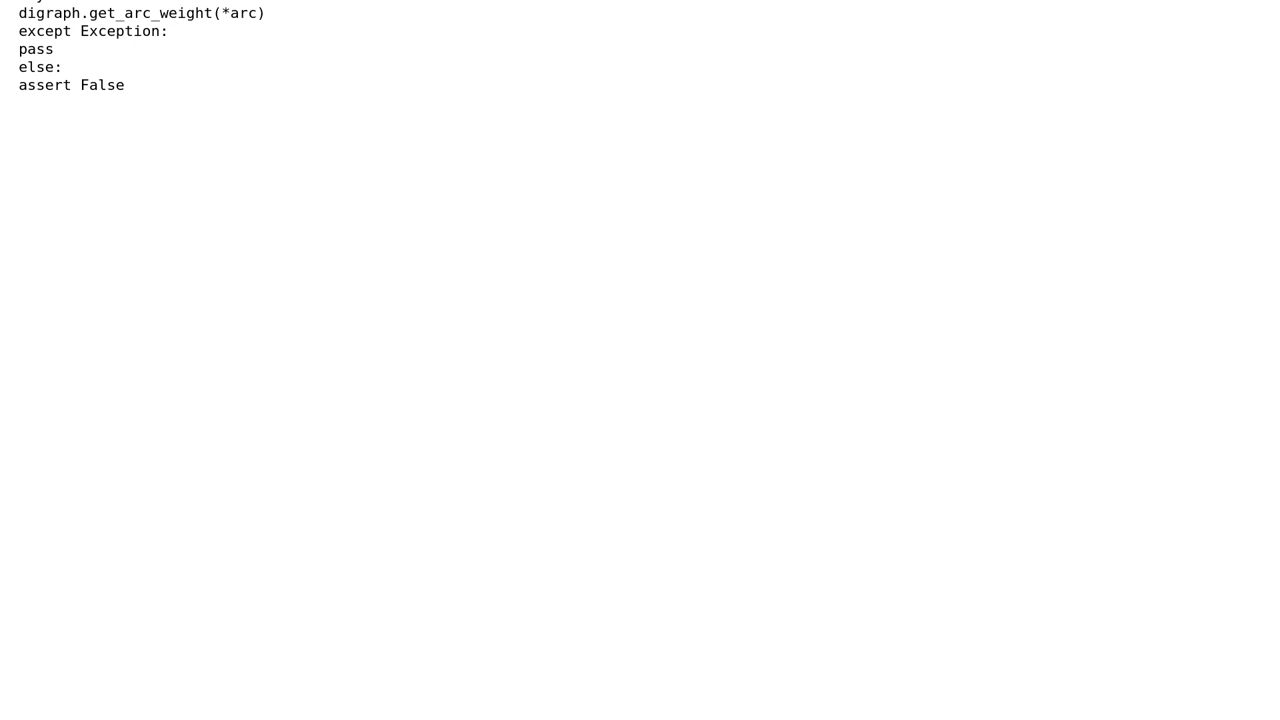 digraph.get_arc_weight(*arc)
except Exception:
pass
else:
assert False